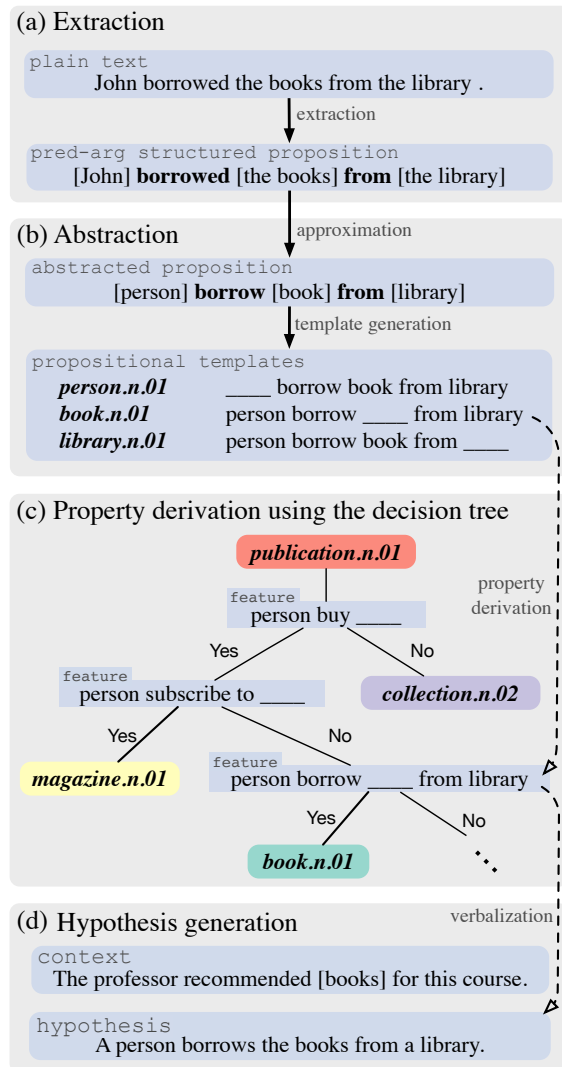 (a) Extraction
plain text
John borrowed the books from the library .
extraction
pred-arg structured proposition
[John] borrowed [the books] from [the library]
(b) Abstraction
approximation
abstracted proposition
[person] borrow [book] from [library]
template generation
propositional templates
person.n.01 ____ borrow book from library
book.n.01 person borrow ____ from library
library.n.01 person borrow book from ____
(c) Property derivation using the decision tree
publication.n.01
property
derivation
feature
person buy ____
Yes
No
feature
person subscribe to ____
collection.n.02
Yes
No
feature
magazine.n.01
person borrow ____ from library
Yes
No
book.n.01
(d) Hypothesis generation
verbalization
context
The professor recommended [books] for this course.
hypothesis
A person borrows the books from a library.